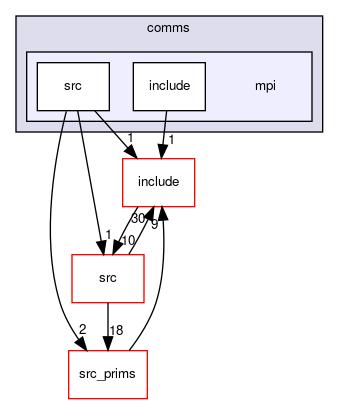 comms
src
include
mpi
1
1
include
30
1
10
9
src
2
18
src_prims